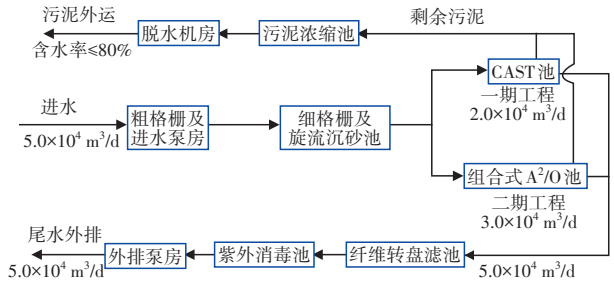 污泥外运
含水率≤80%
脱水机房
污泥浓缩池
剩余污泥
CAST池
一期工程
2.0×10⁴ m³/d
进水
5.0×10⁴ m³/d
粗格栅及
进水泵房
细格栅及
旋流沉砂池
组合式A²/O池
二期工程
3.0×10⁴ m³/d
尾水外排
5.0×10⁴ m³/d
外排泵房
紫外消毒池
纤维转盘滤池
5.0×10⁴ m³/d